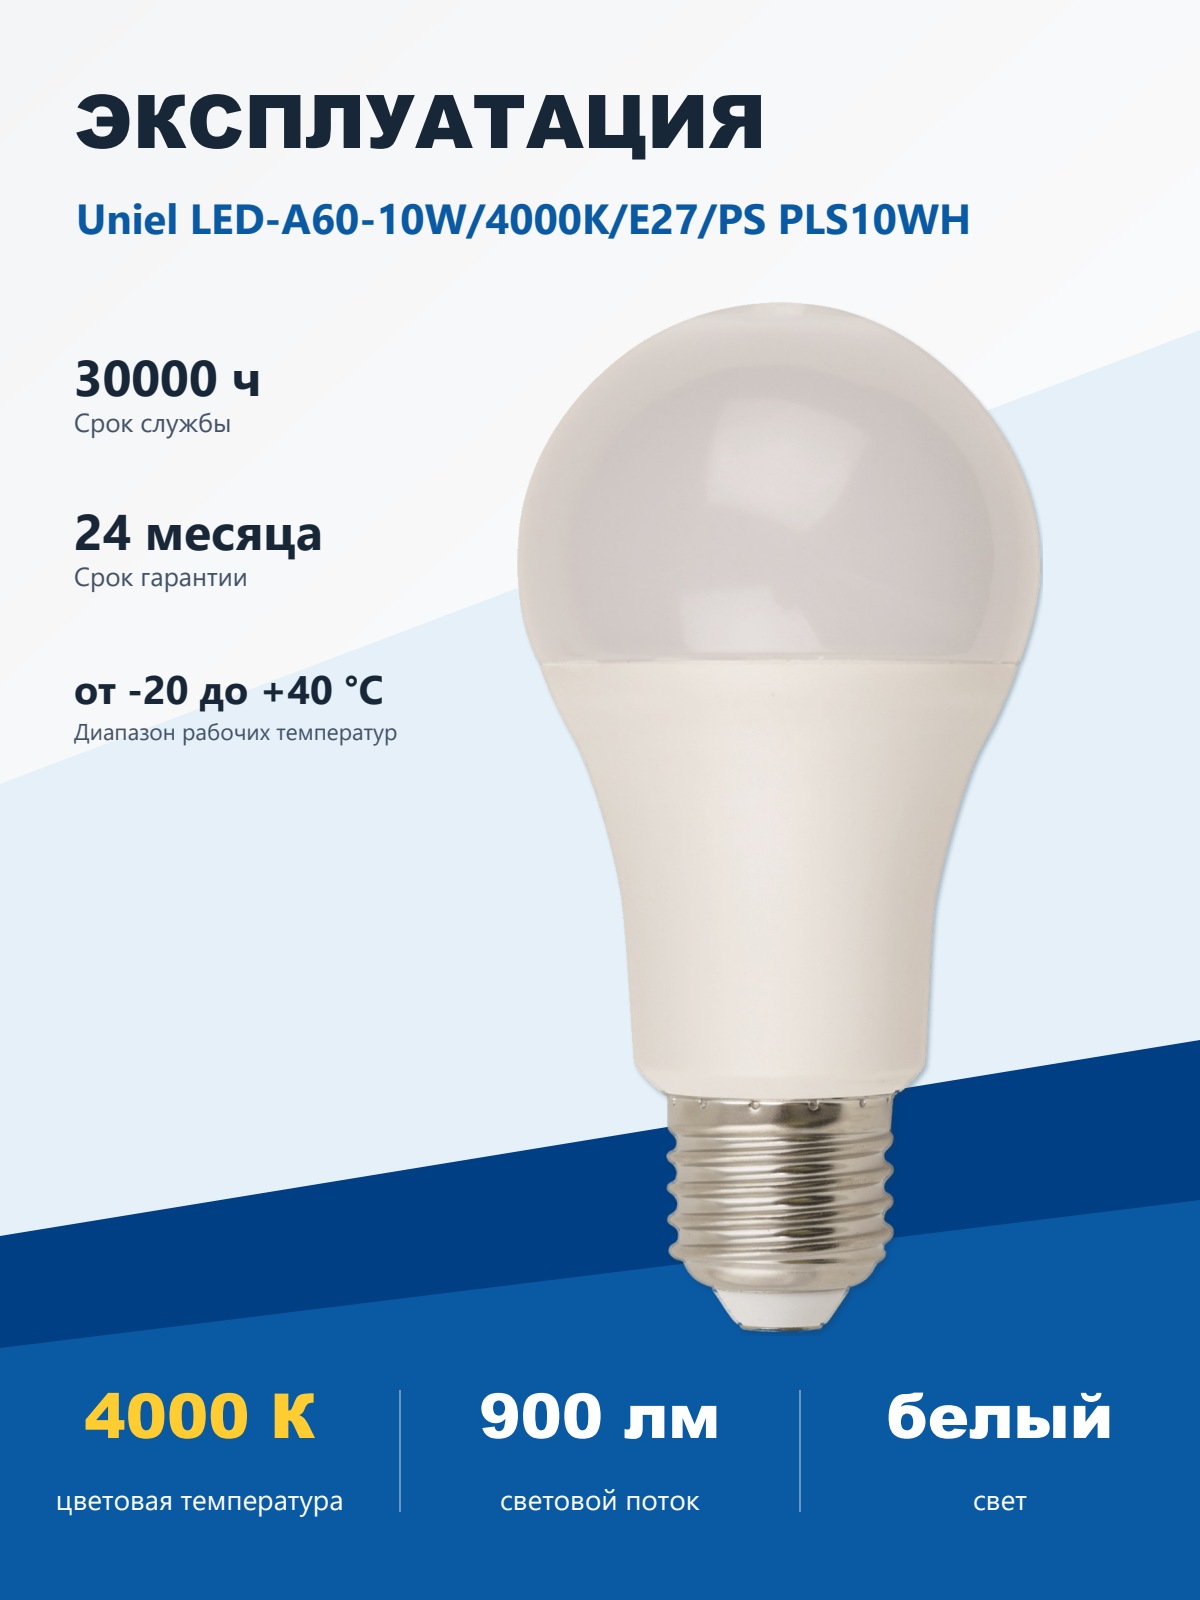 ЭКСПЛУАТАЦИЯ
Uniel LED-A60-10W/4000K/E27/PS PLS10WH
30000 ч
Срок службы
24 месяца
Срок гарантии
от -20 до +40 °C
Диапазон рабочих температур
4000 К
цветовая температура
900 лм
световой поток
белый
свет